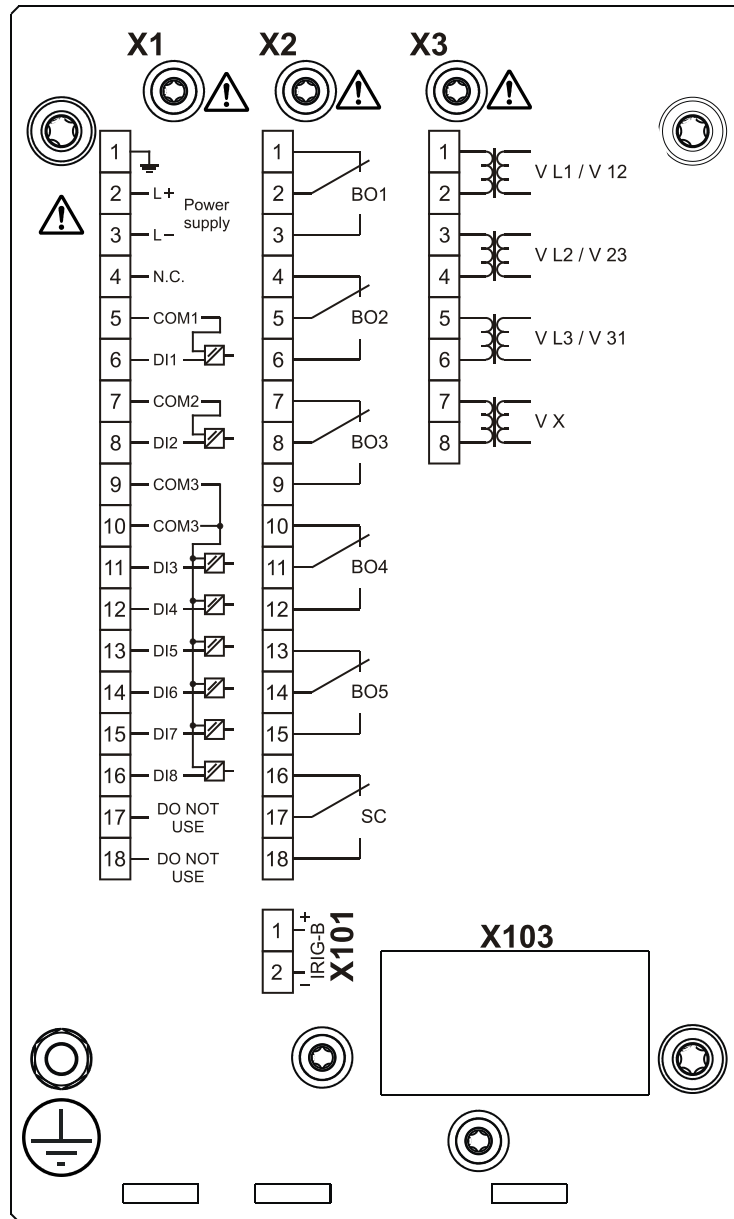 X1
X2
X3
1
2 L+
Power
supply
3 L−
4 N.C.
5 COM1
6 DI1
7 COM2
8 DI2
9 COM3
10 COM3
11 DI3
12 DI4
13 DI5
14 DI6
15 DI7
16 DI8
17 DO NOT
USE
18 DO NOT
USE
1
2 BO1
3
4
5 BO2
6
7
8 BO3
9
10
11 BO4
12
13
14 BO5
15
16
17 SC
18
1
V L1 / V 12
2
3
V L2 / V 23
4
5
V L3 / V 31
6
7
V X
8
1 +
2 −
IRIG-B
X101
X103